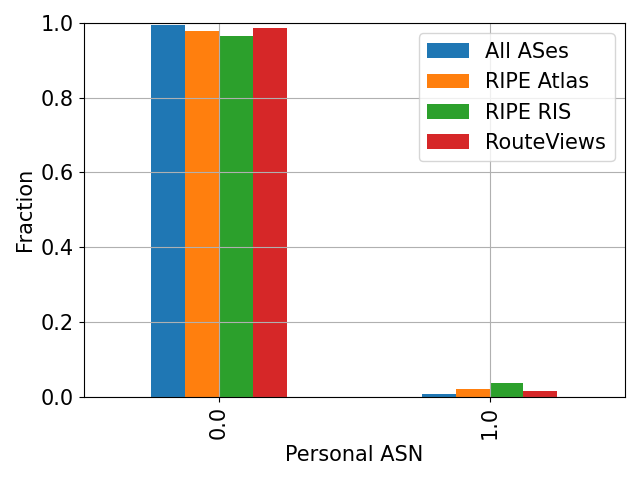 1.0
0.8
0.6
0.4
0.2
0.0
Fraction
All ASes
RIPE Atlas
RIPE RIS
RouteViews
0.0
1.0
Personal ASN